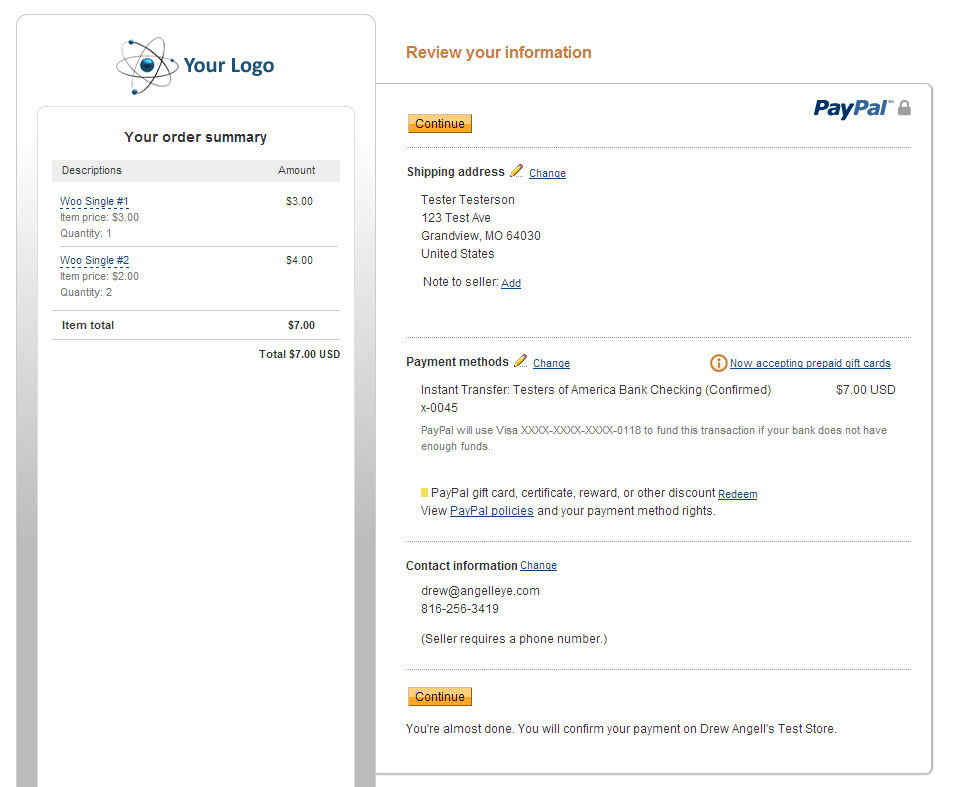 Your Logo
Your order summary
Descriptions Amount
Woo Single #1 $3.00
Item price: $3.00
Quantity: 1
Woo Single #2 $4.00
Item price: $2.00
Quantity: 2
Item total $7.00
Total $7.00 USD
Review your information
PayPal
Continue
Shipping address Change
Tester Testerson
123 Test Ave
Grandview, MO 64030
United States
Note to seller: Add
Payment methods Change Now accepting prepaid gift cards
Instant Transfer: Testers of America Bank Checking (Confirmed) $7.00 USD
x-0045
PayPal will use Visa XXXX-XXXX-XXXX-0118 to fund this transaction if your bank does not have
enough funds.
PayPal gift card, certificate, reward, or other discount Redeem
View PayPal policies and your payment method rights.
Contact information Change
drew@angelleye.com
816-256-3419
(Seller requires a phone number.)
Continue
You're almost done. You will confirm your payment on Drew Angell's Test Store.